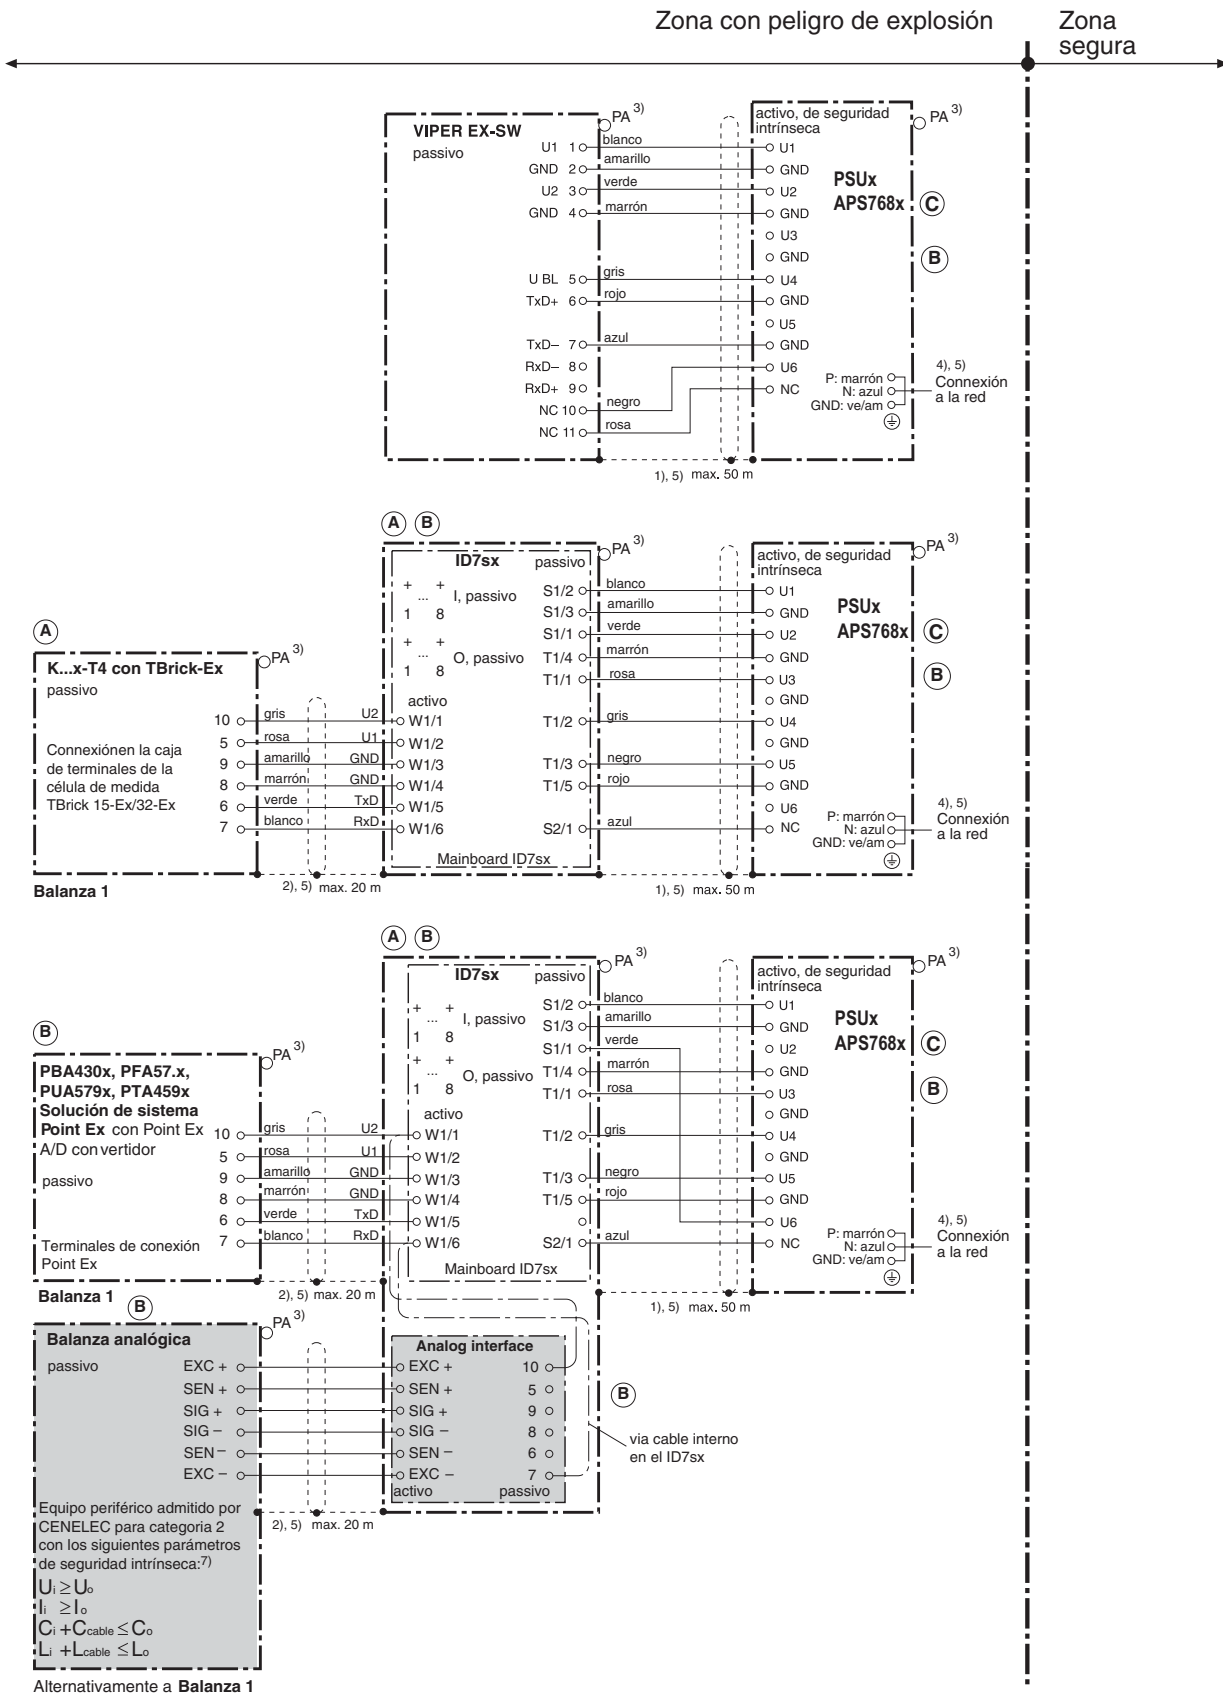 Zona con peligro de explosión
Zona
segura
VIPER EX-SW
passivo
PA 3)
U1 1 blanco
GND 2 amarillo
U2 3 verde
GND 4 marrón
U BL 5 gris
TxD+ 6 rojo
TxD– 7 azul
RxD– 8
RxD+ 9
NC 10 negro
NC 11 rosa
activo, de seguridad
intrínseca
PA 3)
U1
GND
U2
GND
U3
GND
U4
GND
U5
GND
U6
NC
PSUx
APS768x
C
B
P: marrón
N: azul
GND: ve/am
4), 5)
Connexión
a la red
1), 5) max. 50 m
A B
ID7sx
passivo
PA 3)
+ ... + I, passivo
1 8
+ ... + O, passivo
1 8
activo
W1/1
W1/2
W1/3
W1/4
W1/5
W1/6
Mainboard ID7sx
S1/2 blanco
S1/3 amarillo
S1/1 verde
T1/4 marrón
T1/1 rosa
T1/2 gris
T1/3 negro
T1/5 rojo
S2/1 azul
activo, de seguridad
intrínseca
PA 3)
U1
GND
U2
GND
U3
GND
U4
GND
U5
GND
U6
NC
PSUx
APS768x
C
B
P: marrón
N: azul
GND: ve/am
4), 5)
Connexión
a la red
1), 5) max. 50 m
A
K...x-T4 con TBrick-Ex
passivo
PA 3)
Connexiónen la caja
de terminales de la
célula de medida
TBrick 15-Ex/32-Ex
10 gris U2
5 rosa U1
9 amarillo GND
8 marrón GND
6 verde TxD
7 blanco RxD
Balanza 1
2), 5) max. 20 m
A B
ID7sx
passivo
PA 3)
+ ... + I, passivo
1 8
+ ... + O, passivo
1 8
activo
W1/1
W1/2
W1/3
W1/4
W1/5
W1/6
Mainboard ID7sx
S1/2 blanco
S1/3 amarillo
S1/1 verde
T1/4 marrón
T1/1 rosa
T1/2 gris
T1/3 negro
T1/5 rojo
S2/1 azul
activo, de seguridad
intrínseca
PA 3)
U1
GND
U2
GND
U3
GND
U4
GND
U5
GND
U6
NC
PSUx
APS768x
C
B
P: marrón
N: azul
GND: ve/am
4), 5)
Connexión
a la red
1), 5) max. 50 m
B
PBA430x, PFA57.x,
PUA579x, PTA459x
Solución de sistema
Point Ex con Point Ex
A/D convertidor
passivo
PA 3)
Terminales de conexión
Point Ex
10 gris U2
5 rosa U1
9 amarillo GND
8 marrón GND
6 verde TxD
7 blanco RxD
Balanza 1
2), 5) max. 20 m
B
Balanza analógica
passivo
PA 3)
EXC +
SEN +
SIG +
SIG –
SEN –
EXC –
Analog interface
EXC + 10
SEN + 5
SIG + 9
SIG – 8
SEN – 6
EXC – 7
activo passivo
B
via cable interno
en el ID7sx
2), 5) max. 20 m
Equipo periférico admitido por
CENELEC para categoria 2
con los siguientes parámetros
de seguridad intrínseca:7)
Ui ≥ Uo
Ii ≥ Io
Ci + Ccable ≤ Co
Li + Lcable ≤ Lo
Alternativamente a Balanza 1